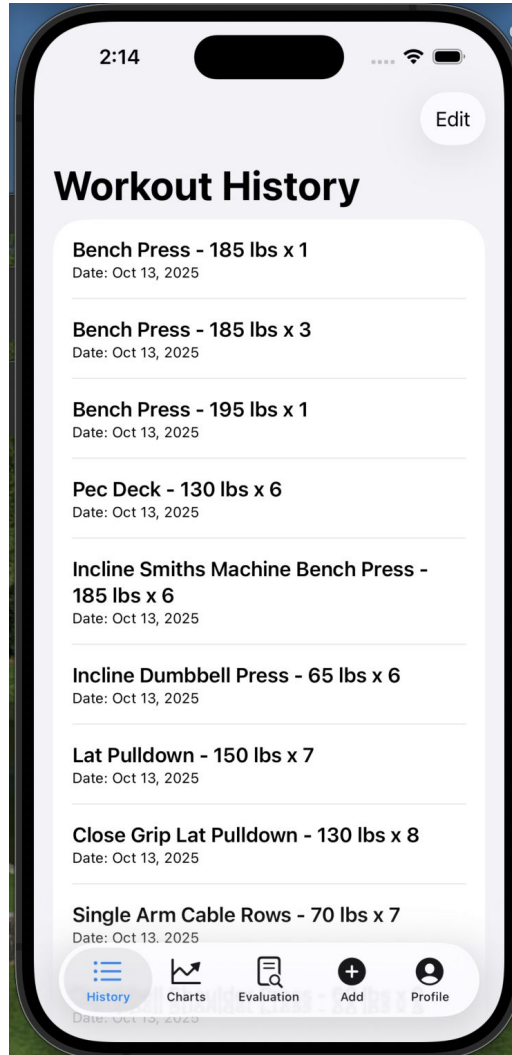 2:14
Edit
Workout History
Bench Press - 185 lbs x 1
Date: Oct 13, 2025
Bench Press - 185 lbs x 3
Date: Oct 13, 2025
Bench Press - 195 lbs x 1
Date: Oct 13, 2025
Pec Deck - 130 lbs x 6
Date: Oct 13, 2025
Incline Smiths Machine Bench Press -
185 lbs x 6
Date: Oct 13, 2025
Incline Dumbbell Press - 65 lbs x 6
Date: Oct 13, 2025
Lat Pulldown - 150 lbs x 7
Date: Oct 13, 2025
Close Grip Lat Pulldown - 130 lbs x 8
Date: Oct 13, 2025
Single Arm Cable Rows - 70 lbs x 7
Date: Oct 13, 2025
History Charts Evaluation Add Profile
Date: Oct 13, 2025